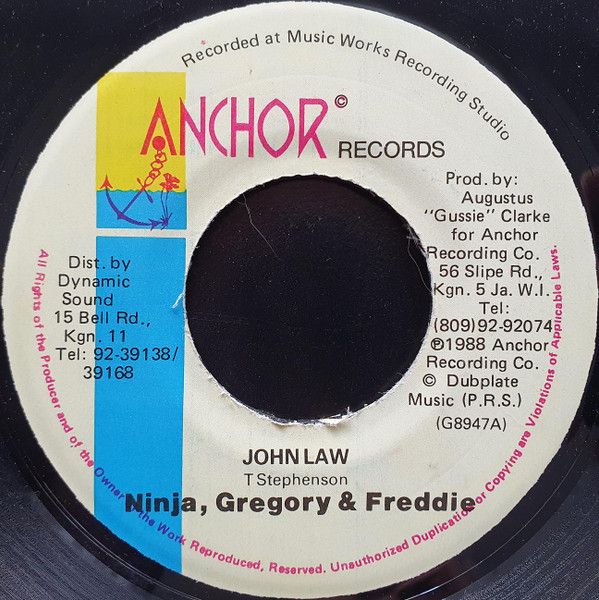 Recorded at Music Works Recording Studio
ANCHOR©
RECORDS
Prod. by:
Augustus
"Gussie" Clarke
for Anchor
Recording Co.
56 Slipe Rd.,
Kgn. 5 Ja. W.I.
Tel:
(809)92-92074
℗1988 Anchor
Recording Co.
© Dubplate
Music (P.R.S.)
(G8947A)
Dist. by
Dynamic
Sound
15 Bell Rd.,
Kgn. 11
Tel: 92-39138/
39168
JOHN LAW
T Stephenson
Ninja, Gregory & Freddie
All Rights of the Producer and of the Owner of the Work Reproduced, Reserved. Unauthorized Duplication or Copying are Violations of Applicable Laws.